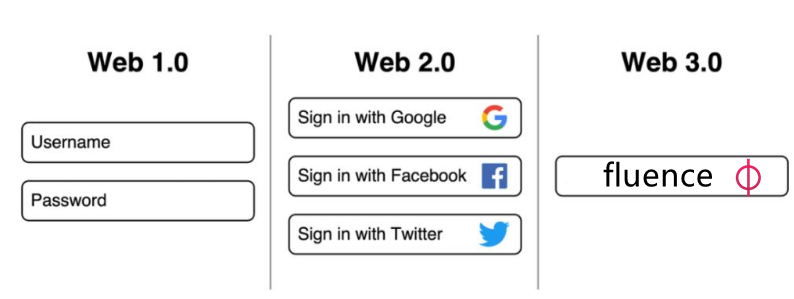 Web 1.0
Username
Password
Web 2.0
Sign in with Google
Sign in with Facebook
Sign in with Twitter
Web 3.0
fluence